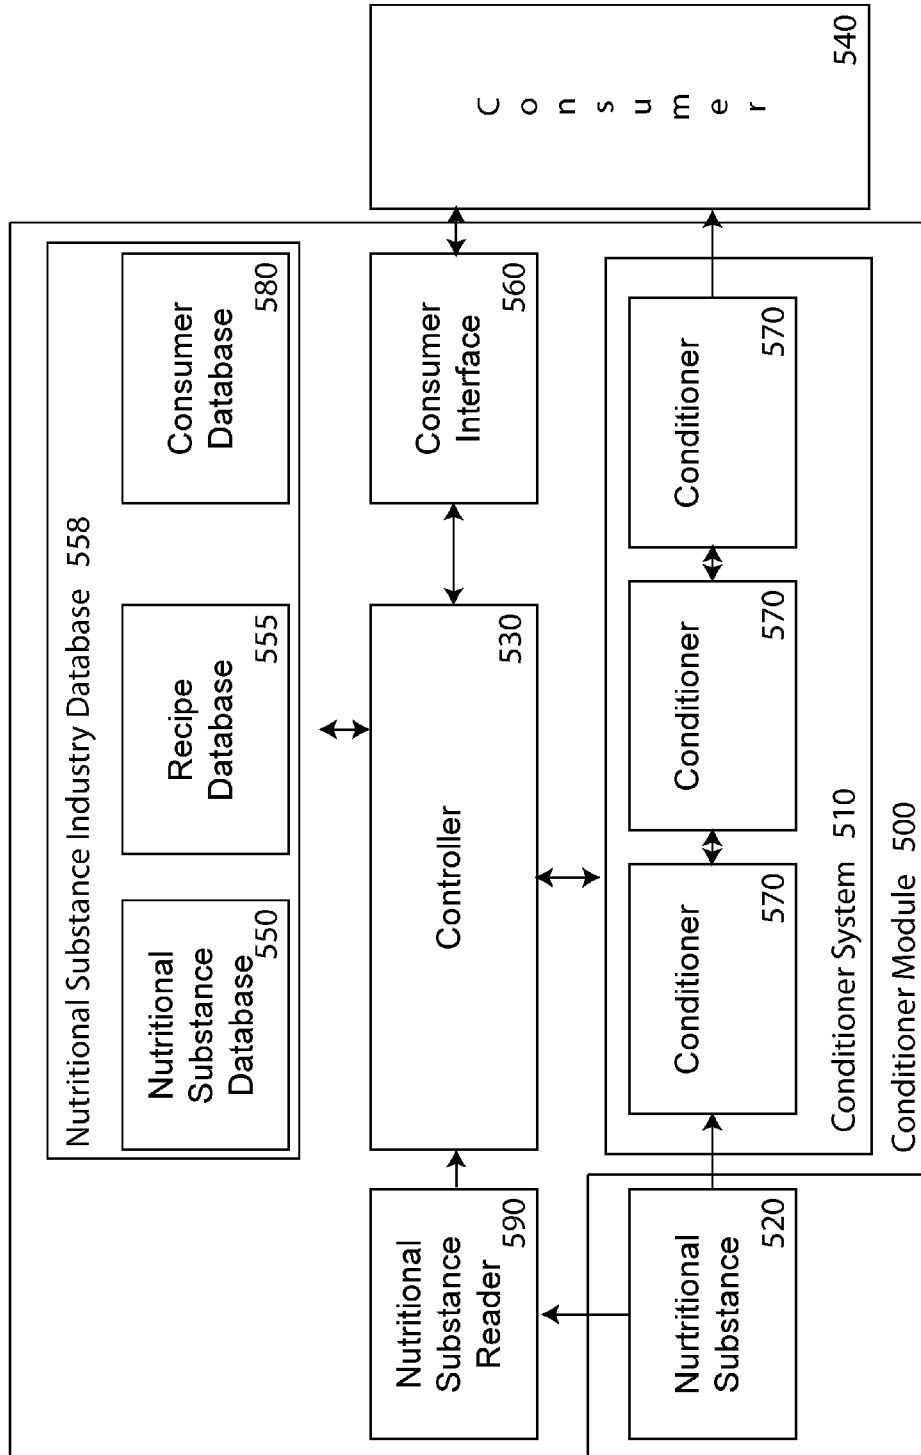 Nutritional Substance Industry Database 558
Nutritional
Substance
Database
550
Recipe
Database
555
Consumer
Database
580
Nutritional
Substance
Reader
590
Controller
530
Consumer
Interface
560
Consumer
540
Nurtritional
Substance
520
Conditioner
570
Conditioner
570
Conditioner
570
Conditioner System 510
Conditioner Module 500